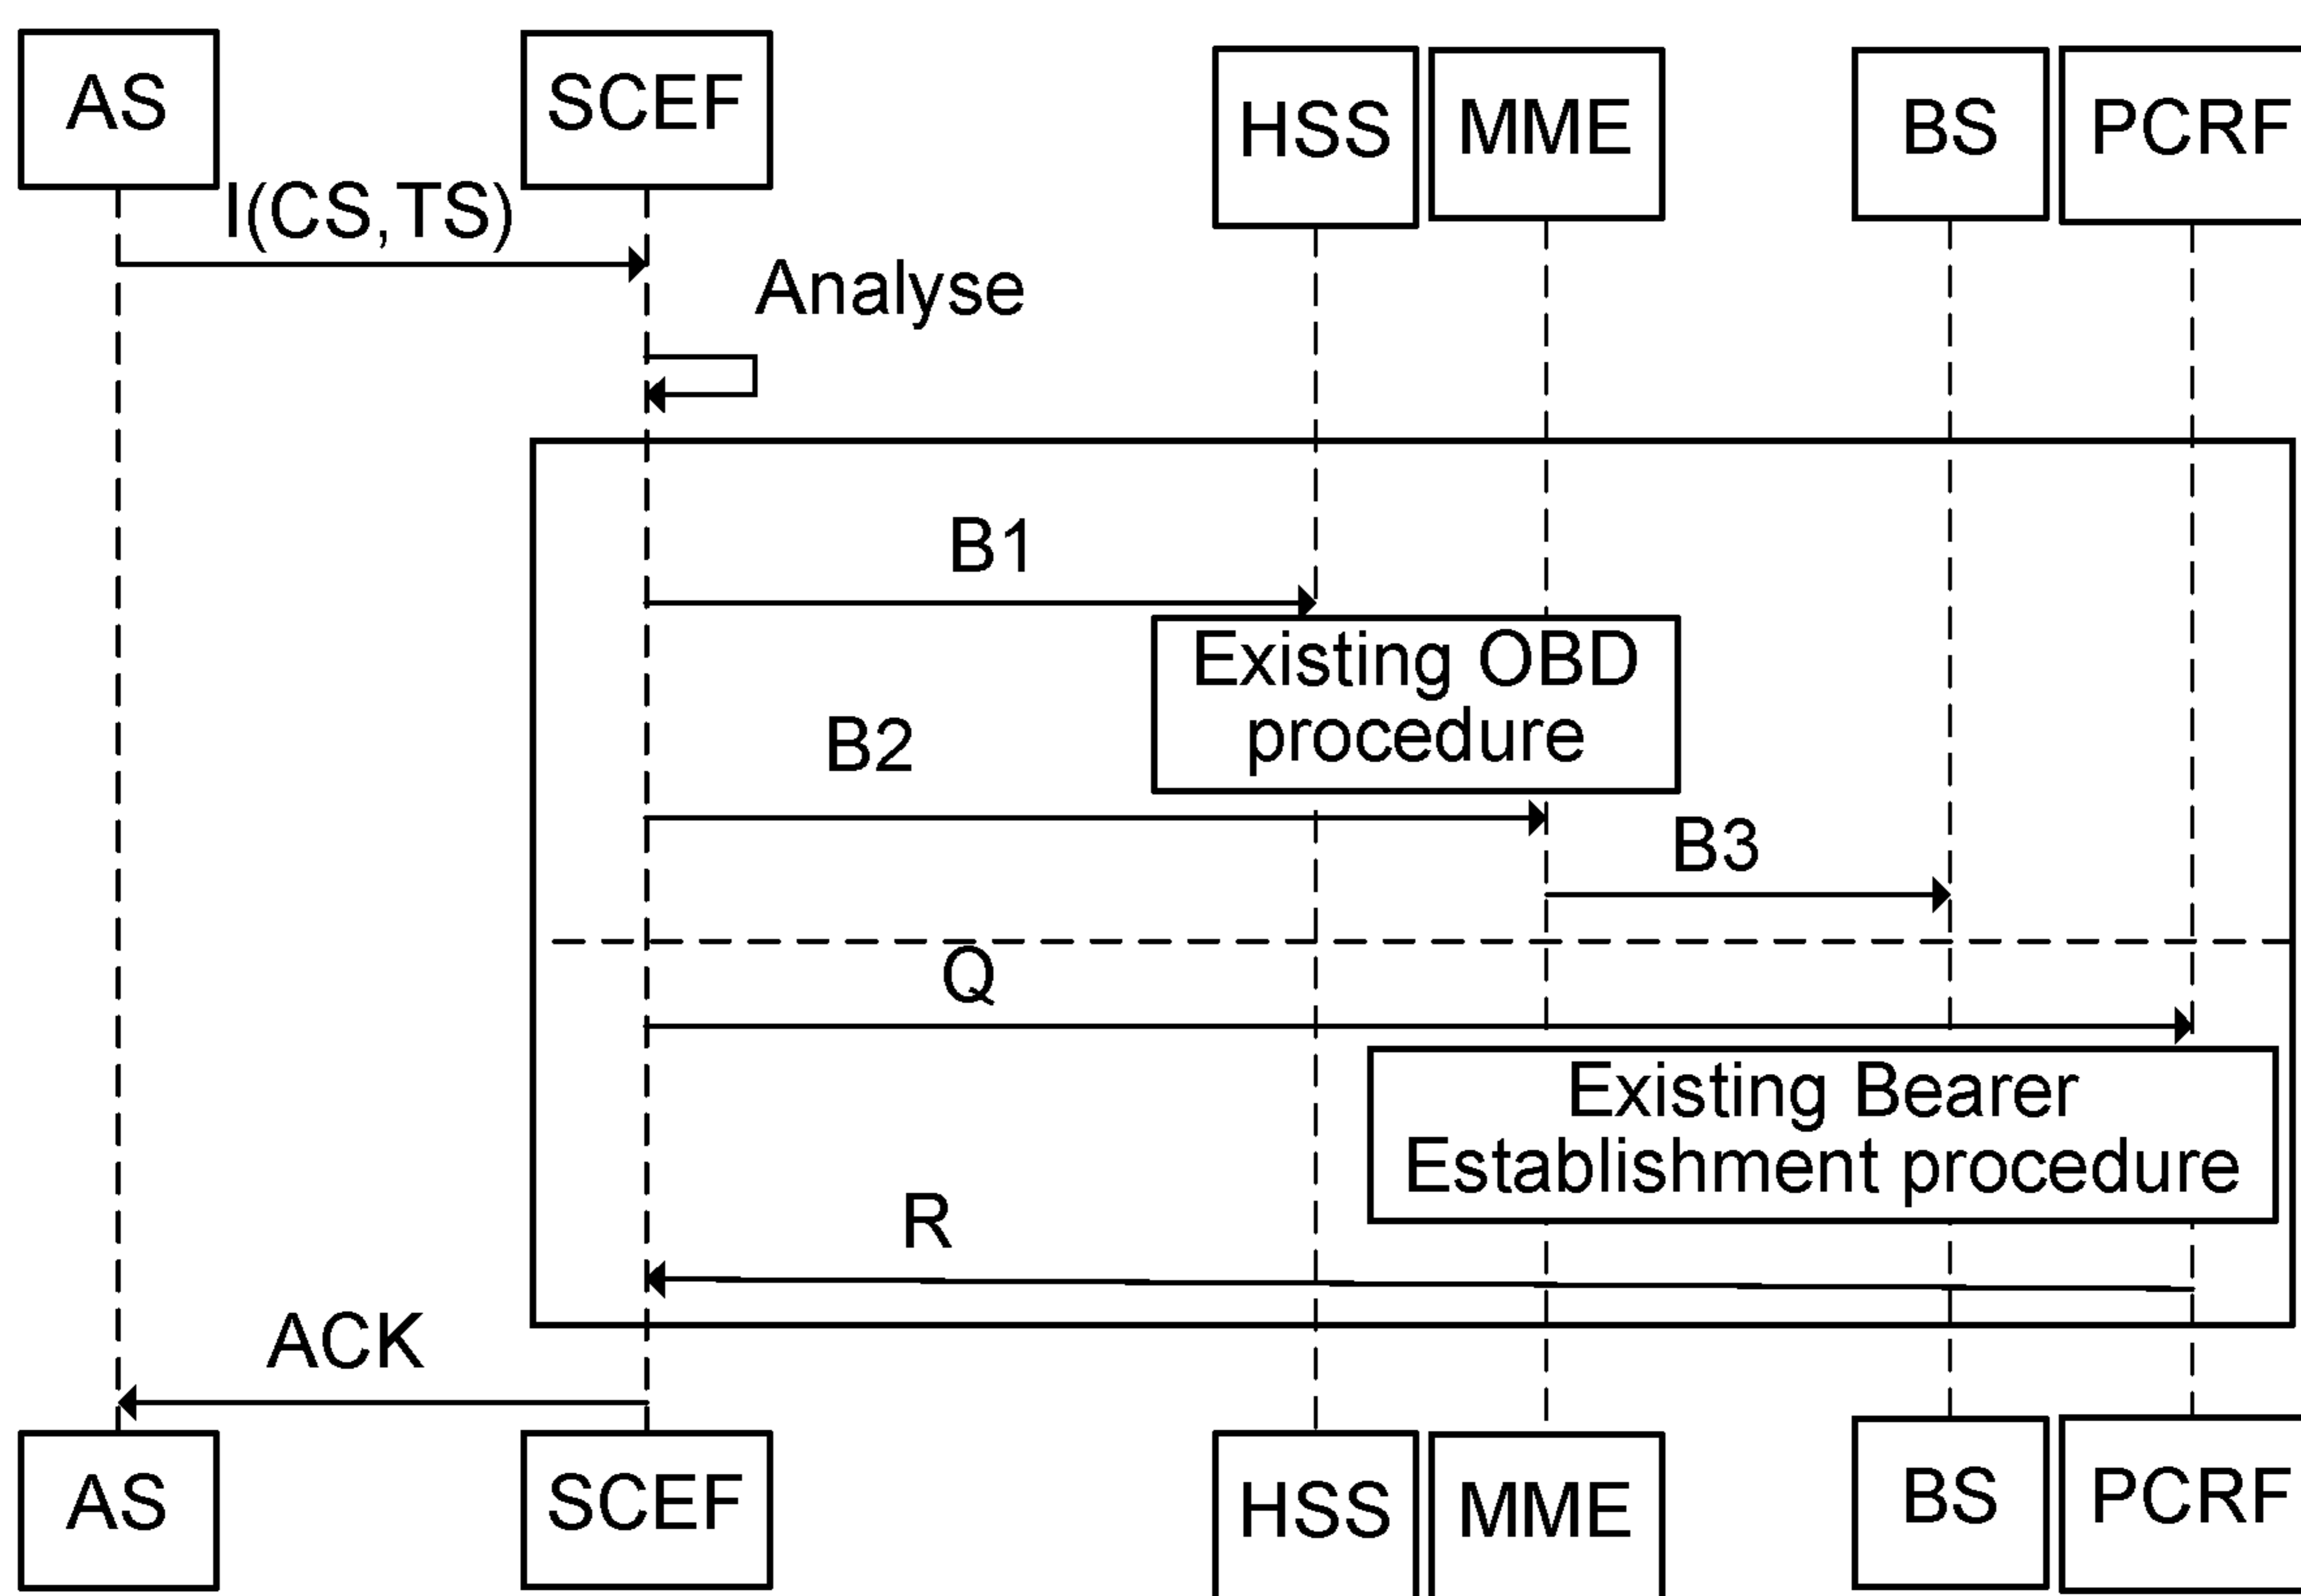 AS
SCEF
HSS
MME
BS
PCRF
I(CS,TS)
Analyse
B1
Existing OBD
procedure
B2
B3
Q
Existing Bearer
Establishment procedure
R
ACK
AS
SCEF
HSS
MME
BS
PCRF